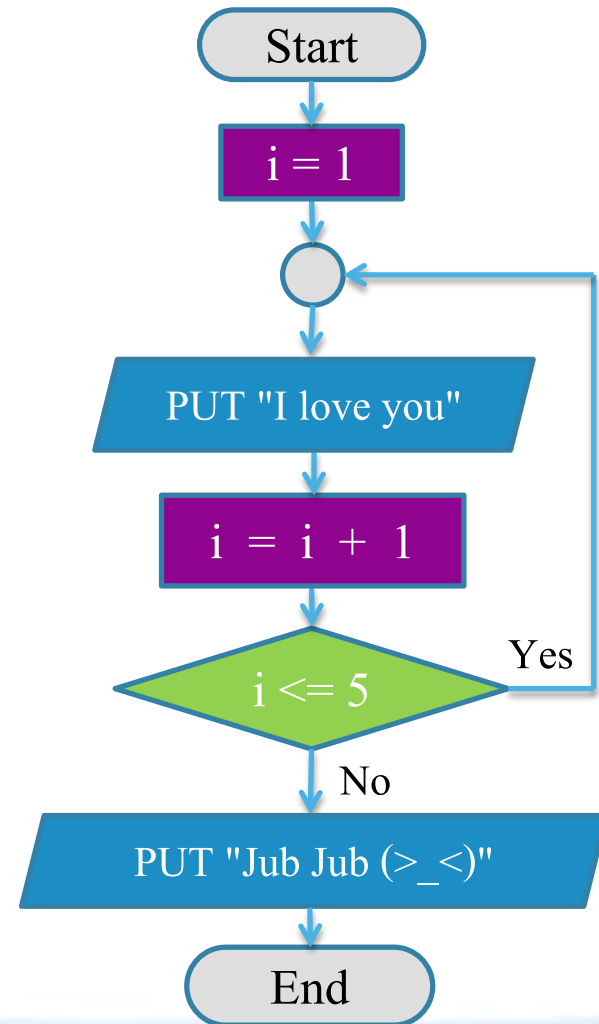 Start
i = 1
PUT "I love you"
i = i + 1
i <= 5
Yes
No
PUT "Jub Jub (>_<)"
End